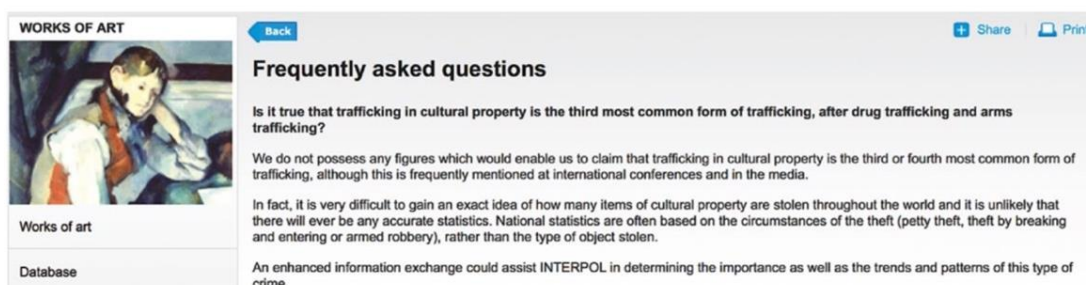 WORKS OF ART
Back
Share
Print
Frequently asked questions
Is it true that trafficking in cultural property is the third most common form of trafficking, after drug trafficking and arms
trafficking?
We do not possess any figures which would enable us to claim that trafficking in cultural property is the third or fourth most common form of
trafficking, although this is frequently mentioned at international conferences and in the media.
In fact, it is very difficult to gain an exact idea of how many items of cultural property are stolen throughout the world and it is unlikely that
there will ever be any accurate statistics. National statistics are often based on the circumstances of the theft (petty theft, theft by breaking
and entering or armed robbery), rather than the type of object stolen.
Works of art
An enhanced information exchange could assist INTERPOL in determining the importance as well as the trends and patterns of this type of
crime
Database